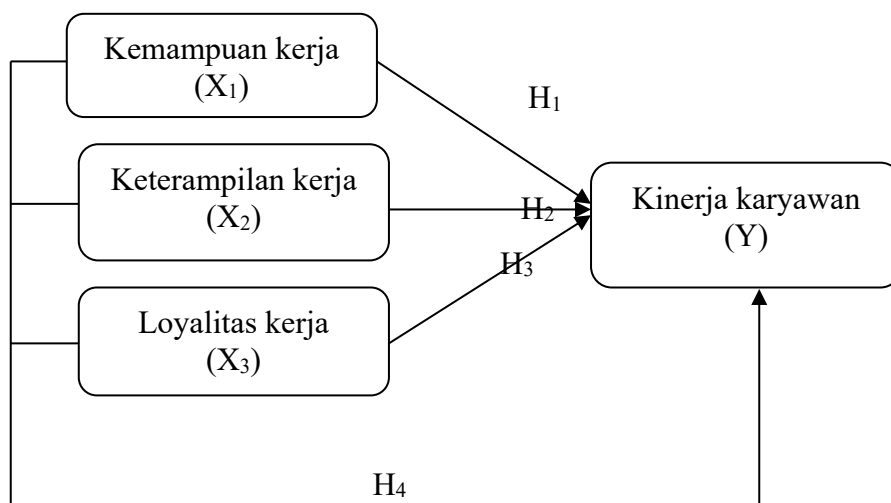 Kemampuan kerja
(X₁)
H₁
Keterampilan kerja
(X₂)
H₂
Kinerja karyawan
(Y)
H₃
Loyalitas kerja
(X₃)
H₄